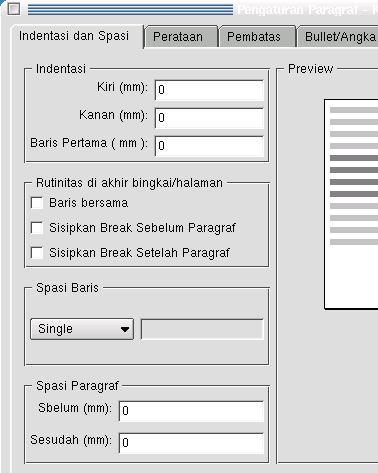 Pengaturan Paragraf - K
Indentasi dan Spasi
Perataan
Pembatas
Bullet/Angka
Indentasi
Kiri (mm): 0
Kanan (mm): 0
Baris Pertama ( mm ): 0
Rutinitas di akhir bingkai/halaman
Baris bersama
Sisipkan Break Sebelum Paragraf
Sisipkan Break Setelah Paragraf
Spasi Baris
Single
Spasi Paragraf
Sbelum (mm): 0
Sesudah (mm): 0
Preview